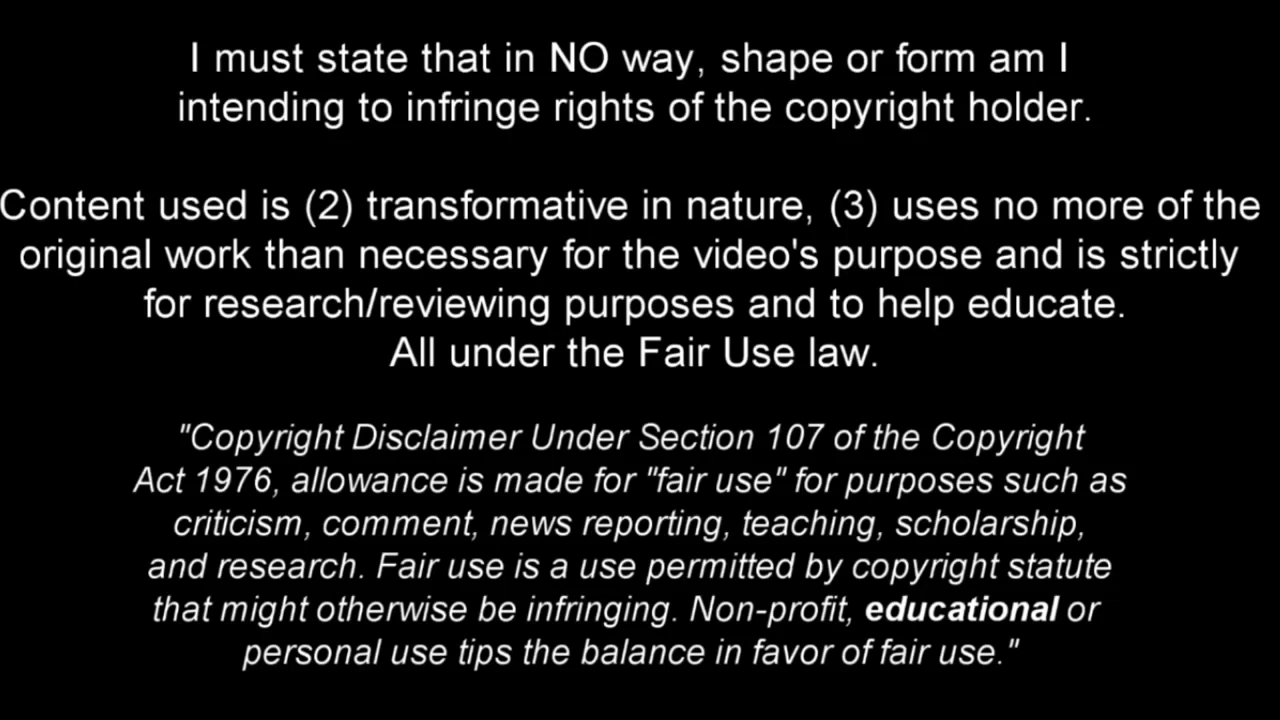 I must state that in NO way, shape or form am I
intending to infringe rights of the copyright holder.
Content used is (2) transformative in nature, (3) uses no more of the
original work than necessary for the video's purpose and is strictly
for research/reviewing purposes and to help educate.
All under the Fair Use law.
"Copyright Disclaimer Under Section 107 of the Copyright
Act 1976, allowance is made for "fair use" for purposes such as
criticism, comment, news reporting, teaching, scholarship,
and research. Fair use is a use permitted by copyright statute
that might otherwise be infringing. Non-profit, educational or
personal use tips the balance in favor of fair use."